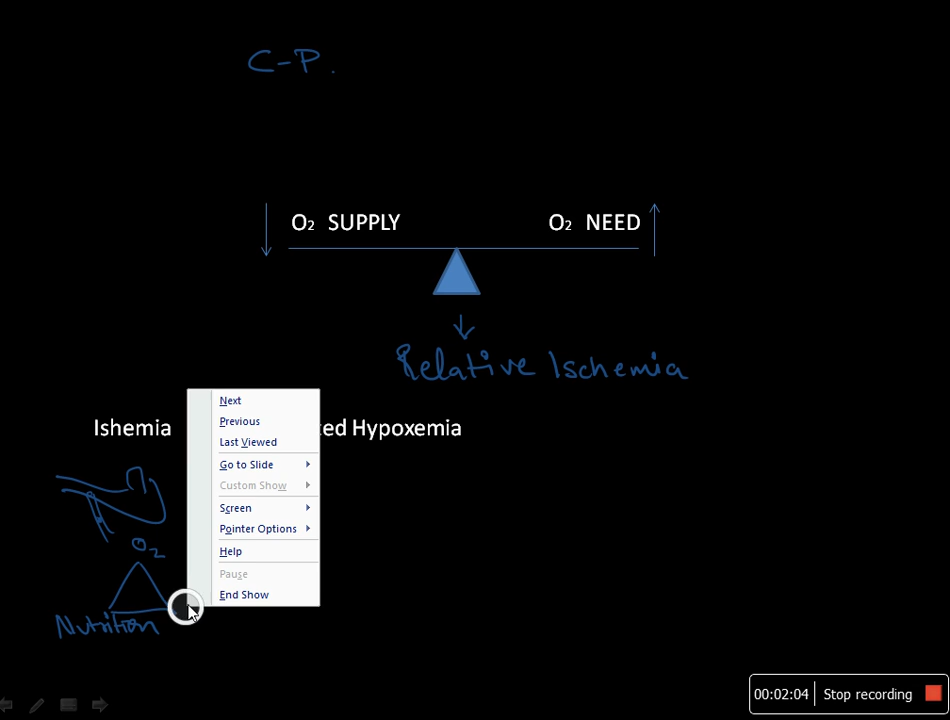 C-P.
O2 SUPPLY O2 NEED
Relative Ischemia
Next
Previous
Last Viewed
Go to Slide
Custom Show
Screen
Pointer Options
Help
Pause
End Show
Ishemia Hypoxemia
O2
Nutrition
00:02:04 Stop recording